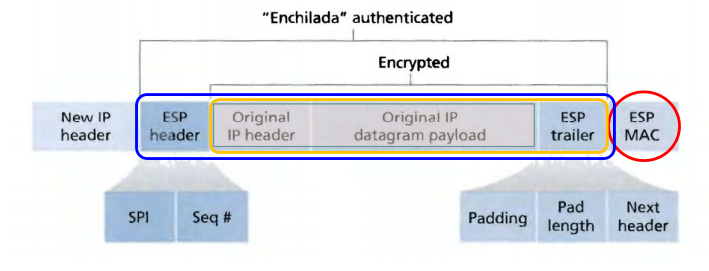 “Enchilada” authenticated
Encrypted
New IP header
ESP header
Original IP header
Original IP datagram payload
ESP trailer
ESP MAC
SPI
Seq #
Padding
Pad length
Next header